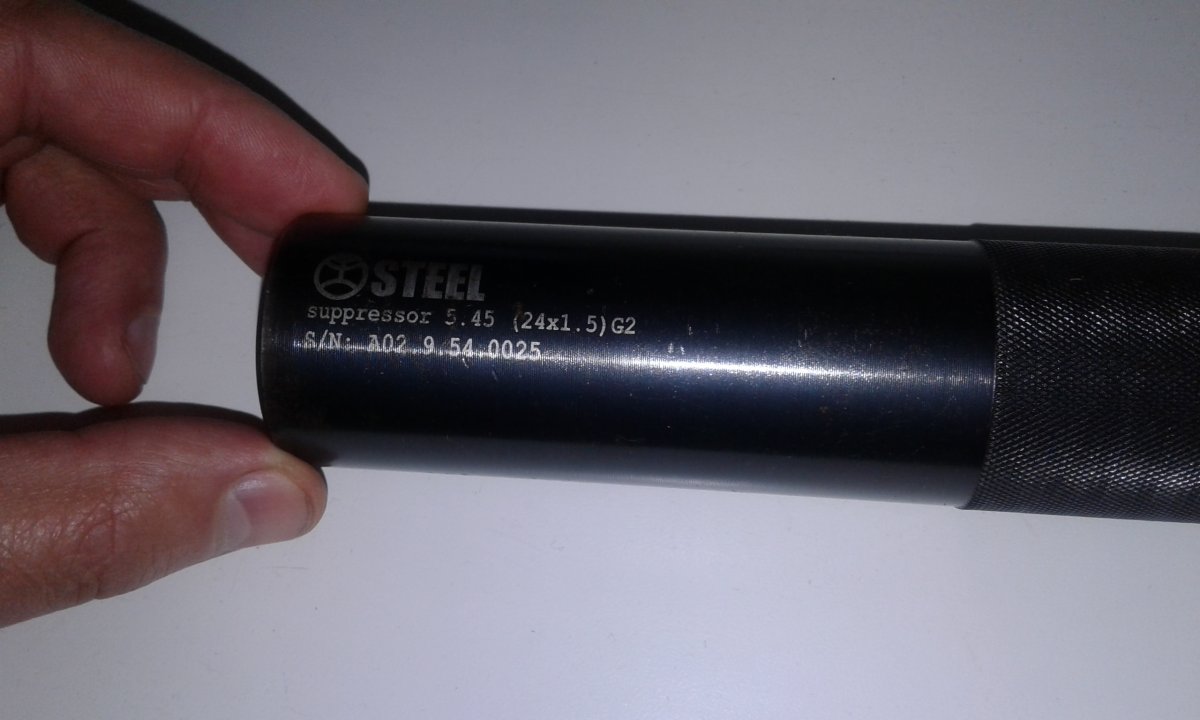 STEEL
suppressor 5.45 (24x1.5)G2
S/N: A02.9.54.0025